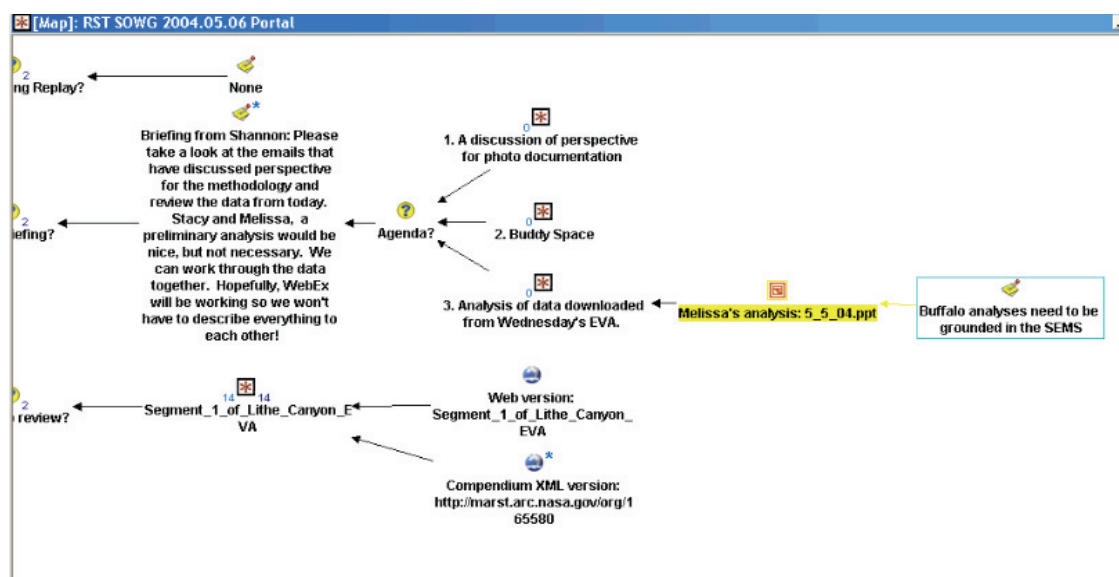 [Map]: RST SOWG 2004.05.06 Portal
2
ng Replay?
None
Briefing from Shannon: Please
take a look at the emails that
have discussed perspective
for the methodology and
review the data from today.
Stacy and Melissa, a
preliminary analysis would be
nice, but not necessary. We
can work through the data
together. Hopefully, WebEx
will be working so we won't
have to describe everything to
each other!
2
iefing?
?
Agenda?
0
1. A discussion of perspective
for photo documentation
0
2. Buddy Space
0
3. Analysis of data downloaded
from Wednesday's EVA.
Melissa's analysis: 5_5_04.ppt
Buffalo analyses need to be
grounded in the SEMS
2
review?
14 14
Segment_1_of_Lithe_Canyon_E
VA
Web version:
Segment_1_of_Lithe_Canyon_
EVA
Compendium XML version:
http://marst.arc.nasa.gov/org/1
65580